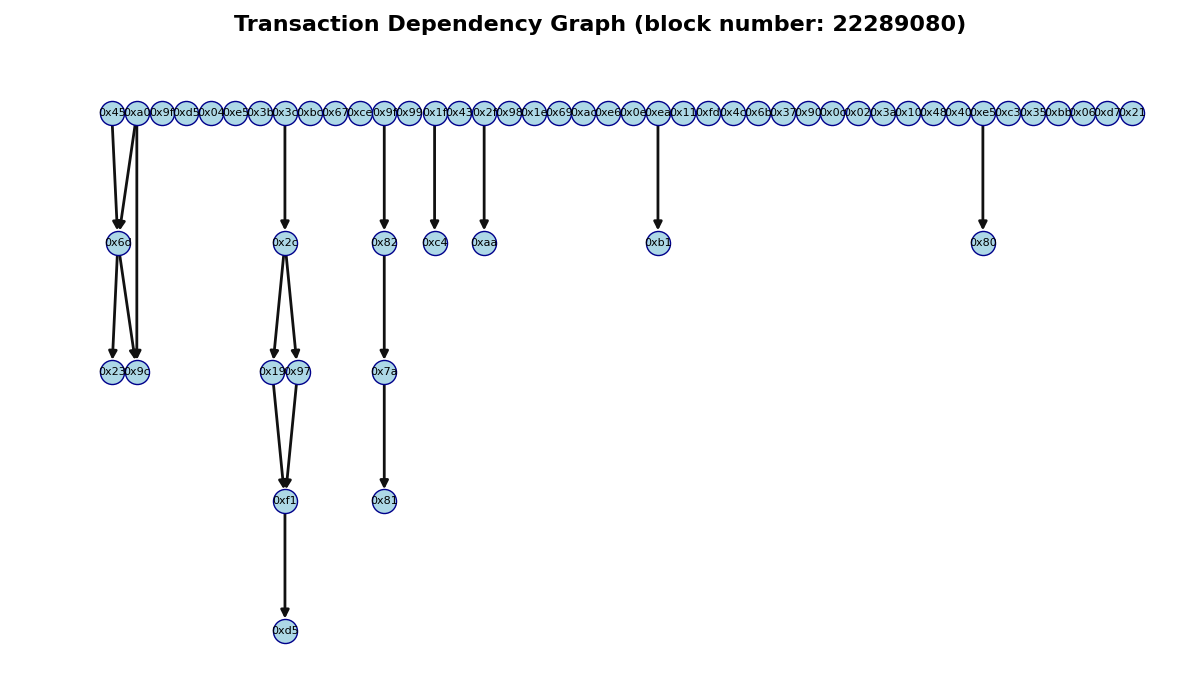 Transaction Dependency Graph (block number: 22289080)
0x45 0xa0 0x9f 0xd5 0x04 0xe5 0x3b 0x3c 0xbc 0x67 0xce 0x9f 0x99 0x1f 0x43 0x2f 0x98 0x1e 0x69 0xac 0xe6 0x0e 0xea 0x11 0xfd 0x4c 0x6b 0x37 0x90 0x0c 0x02 0x3a 0x10 0x48 0x40 0xe5 0xc3 0x35 0xbb 0x06 0xd7 0x21
0x6d 0x2c 0x82 0xc4 0xaa 0xb1 0x80
0x23 0x9c 0x19 0x97 0x7a
0xf1 0x81
0xd5